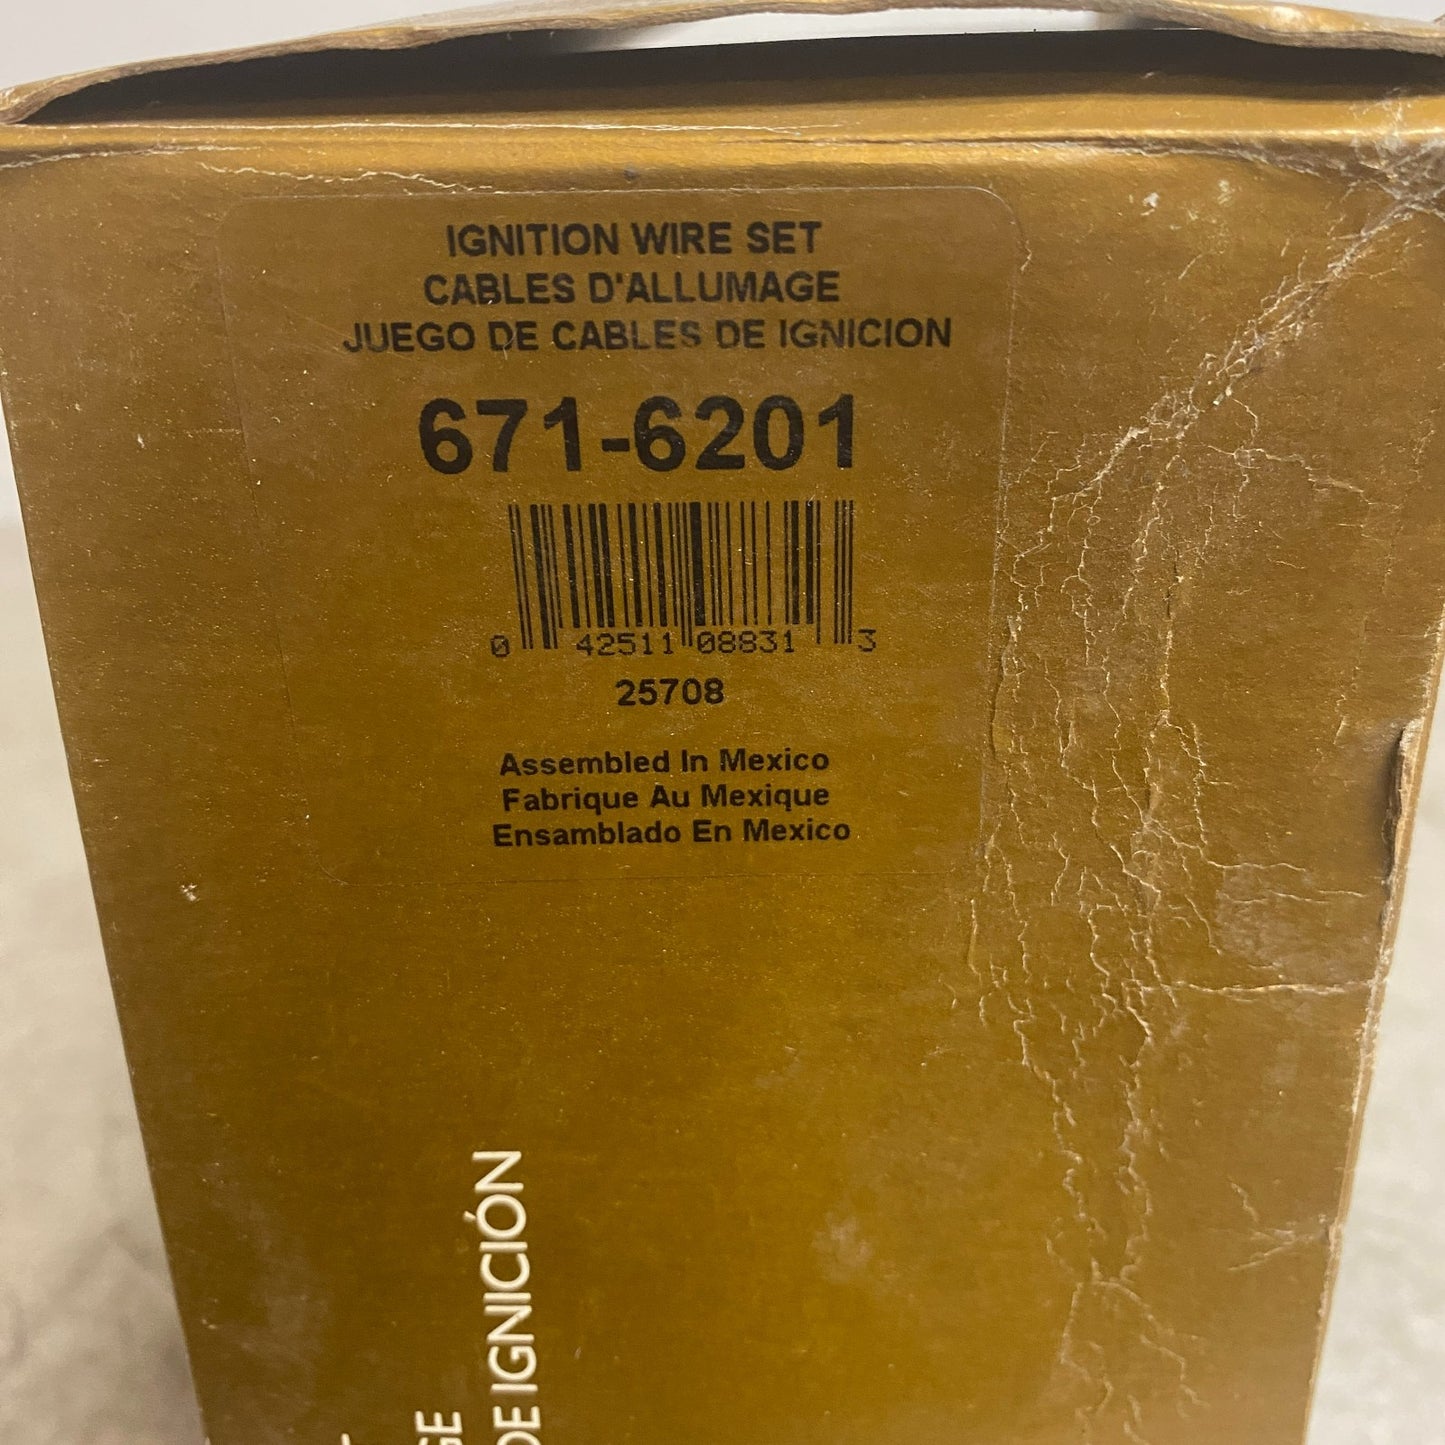 IGNITION WIRE SET
CABLES D'ALLUMAGE
JUEGO DE CABLES DE IGNICION
671-6201
0 42511 08831 3
25708
Assembled In Mexico
Fabrique Au Mexique
Ensamblado En Mexico
DE IGNICIÓN